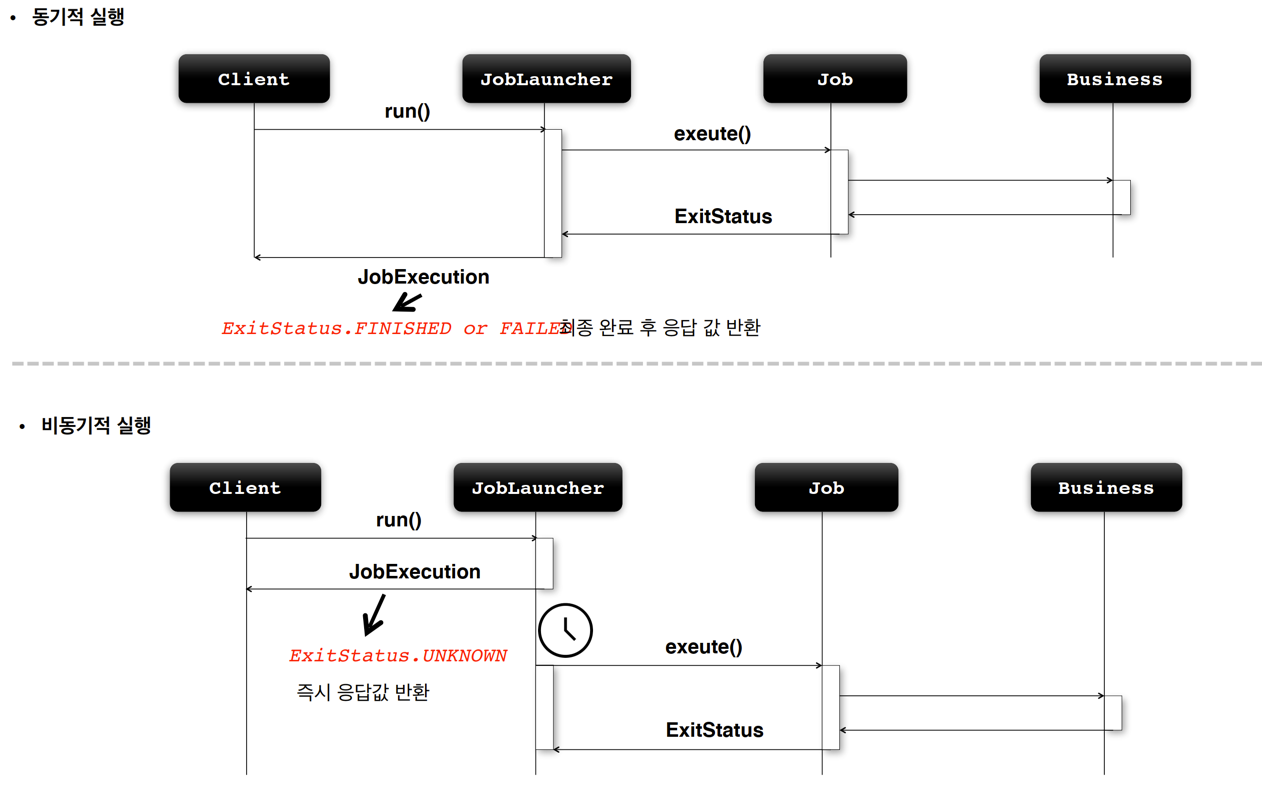 • 동기적 실행
Client JobLauncher Job Business
run()
exeute()
ExitStatus
JobExecution
ExitStatus.FINISHED or FAILED 최종 완료 후 응답 값 반환
• 비동기적 실행
Client JobLauncher Job Business
run()
JobExecution
exeute()
ExitStatus.UNKNOWN
즉시 응답값 반환
ExitStatus